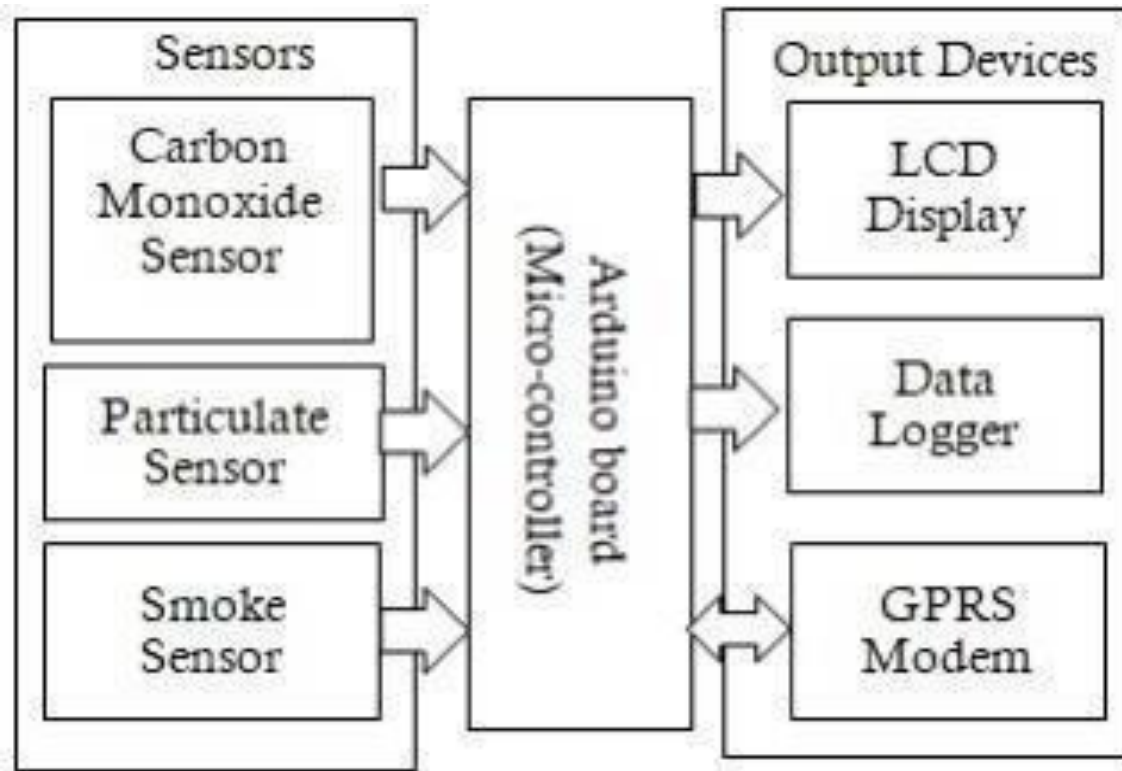 Sensors
Carbon
Monoxide
Sensor
Particulate
Sensor
Smoke
Sensor
Arduino board
(Micro-controller)
Output Devices
LCD
Display
Data
Logger
GPRS
Modem